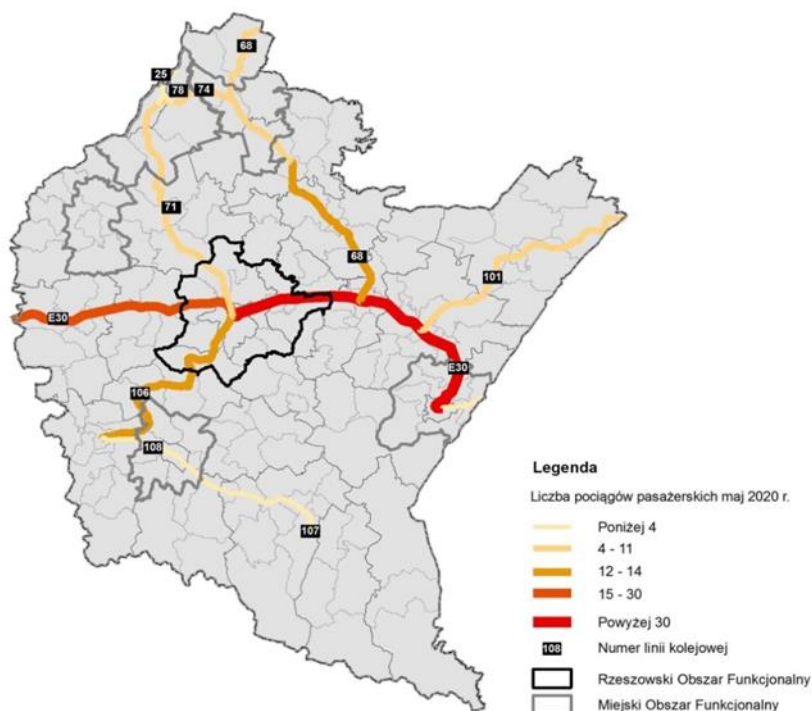 68
25
78
74
71
68
101
E30
E30
106
108
107
Legenda
Liczba pociągów pasażerskich maj 2020 r.
Poniżej 4
4 - 11
12 - 14
15 - 30
Powyżej 30
108 Numer linii kolejowej
Rzeszowski Obszar Funkcjonalny
Miejski Obszar Funkcjonalny